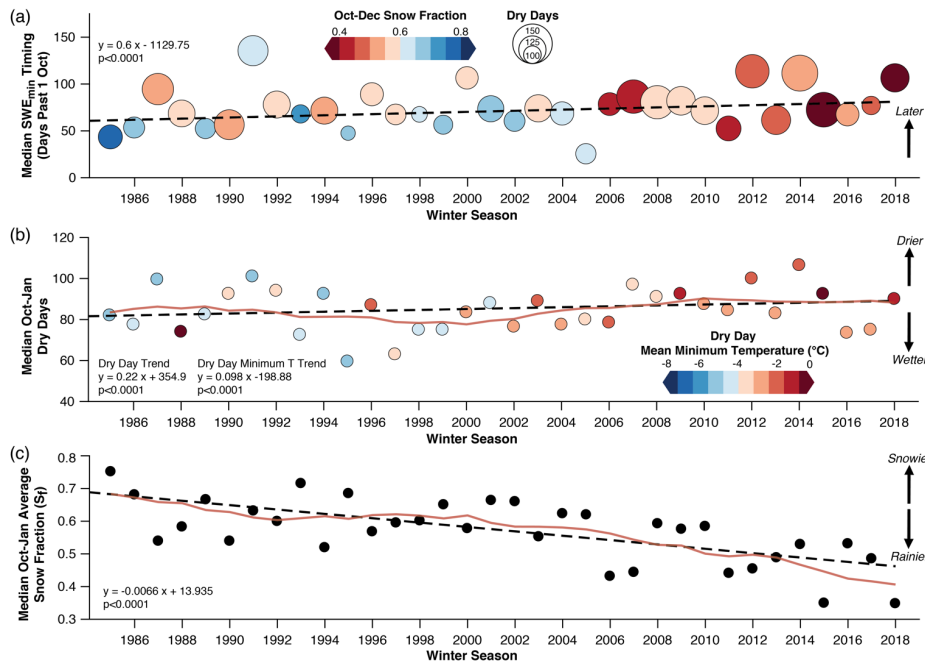 (a)
Oct-Dec Snow Fraction
0.4 0.6 0.8
Dry Days
150
125
100
y = 0.6 x - 1129.75
p<0.0001
Median SWEmin Timing
(Days Past 1 Oct)
150
100
50
0
Later
1986 1988 1990 1992 1994 1996 1998 2000 2002 2004 2006 2008 2010 2012 2014 2016 2018
Winter Season
(b)
Median Oct-Jan
Dry Days
120
100
80
60
40
Drier
Wetter
Dry Day Trend
y = 0.22 x + 354.9
p<0.0001
Dry Day Minimum T Trend
y = 0.098 x -198.88
p<0.0001
Dry Day
Mean Minimum Temperature (°C)
-8 -6 -4 -2 0
1986 1988 1990 1992 1994 1996 1998 2000 2002 2004 2006 2008 2010 2012 2014 2016 2018
Winter Season
(c)
Median Oct-Jan Average
Snow Fraction (Sf)
0.8
0.7
0.6
0.5
0.4
0.3
Snowie
Rainie
y = -0.0066 x + 13.935
p<0.0001
1986 1988 1990 1992 1994 1996 1998 2000 2002 2004 2006 2008 2010 2012 2014 2016 2018
Winter Season